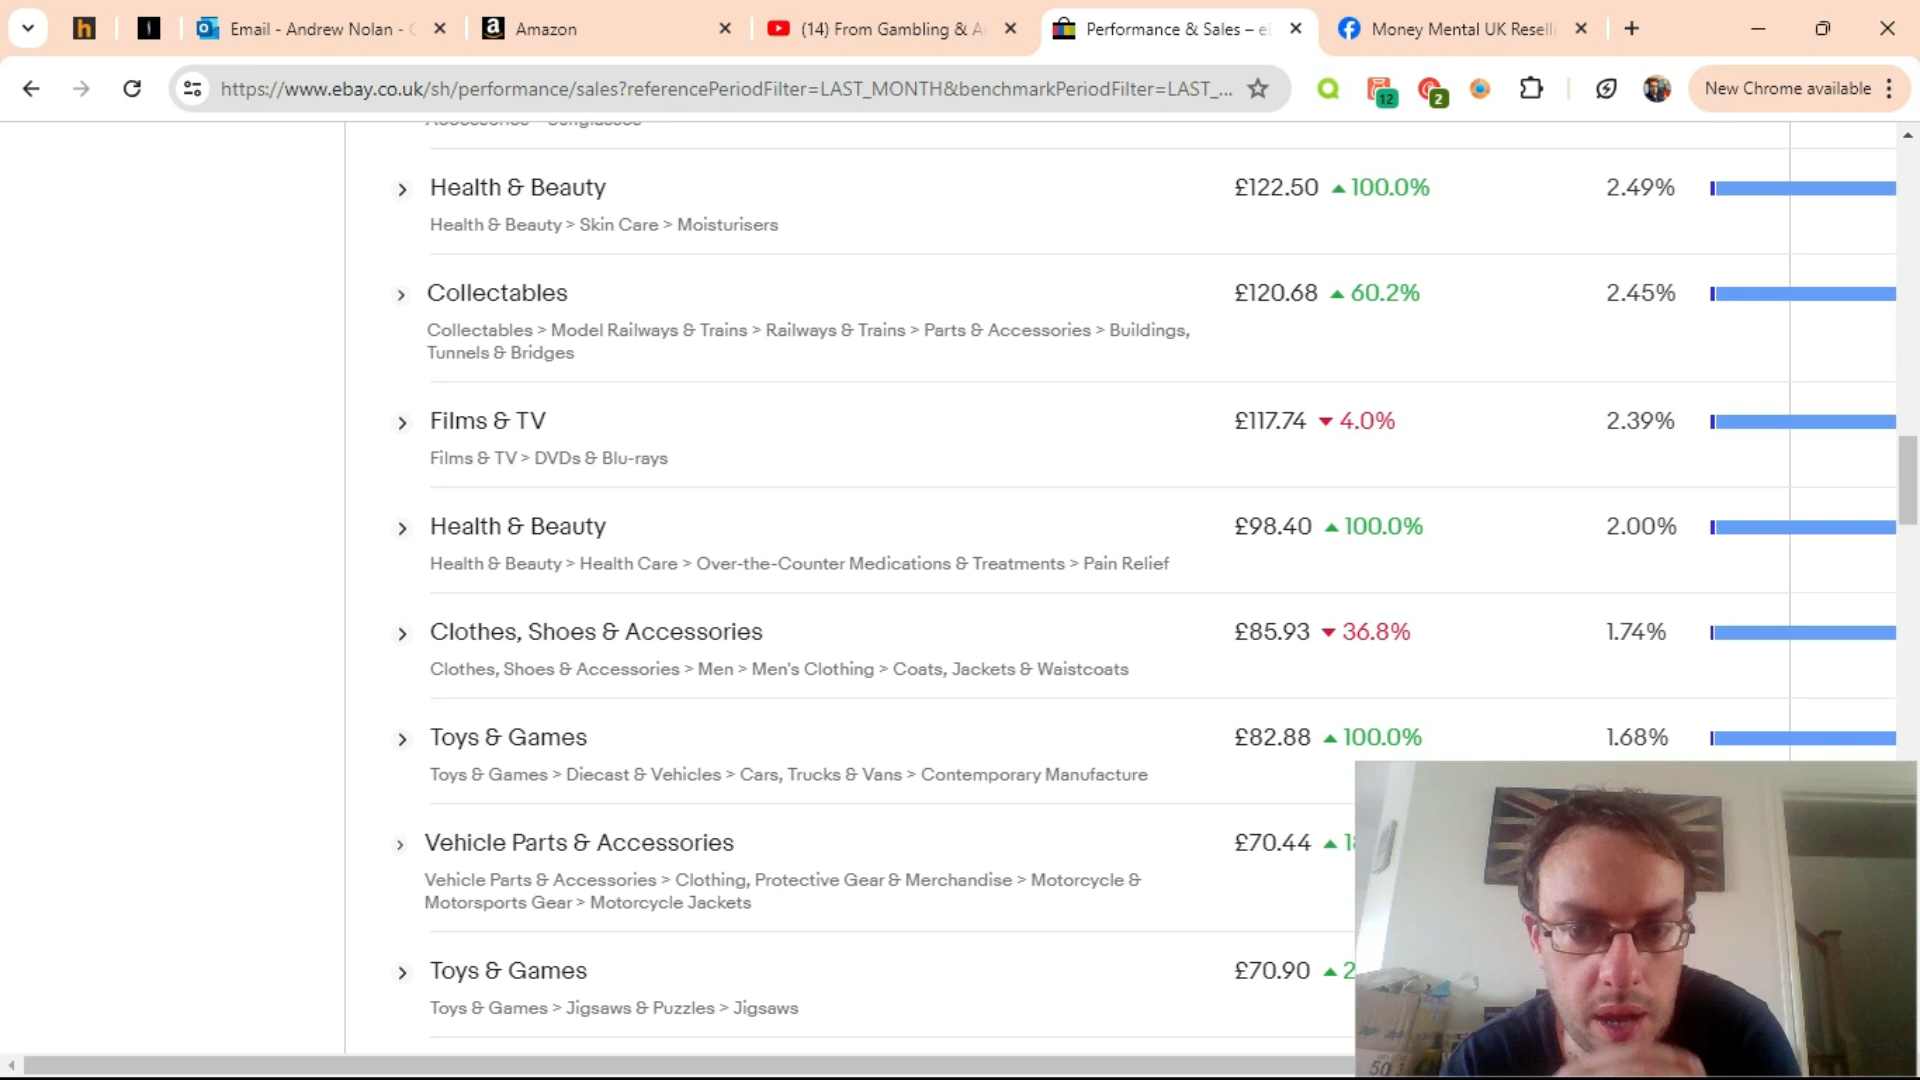 Email - Andrew Nolan -
Amazon
(14) From Gambling & A
Performance & Sales – e
Money Mental UK Reselli
https://www.ebay.co.uk/sh/performance/sales?referencePeriodFilter=LAST_MONTH&benchmarkPeriodFilter=LAST_...
12
2
New Chrome available
Health & Beauty £122.50 100.0% 2.49%
Health & Beauty > Skin Care > Moisturisers
Collectables £120.68 60.2% 2.45%
Collectables > Model Railways & Trains > Railways & Trains > Parts & Accessories > Buildings,
Tunnels & Bridges
Films & TV £117.74 4.0% 2.39%
Films & TV > DVDs & Blu-rays
Health & Beauty £98.40 100.0% 2.00%
Health & Beauty > Health Care > Over-the-Counter Medications & Treatments > Pain Relief
Clothes, Shoes & Accessories £85.93 36.8% 1.74%
Clothes, Shoes & Accessories > Men > Men's Clothing > Coats, Jackets & Waistcoats
Toys & Games £82.88 100.0% 1.68%
Toys & Games > Diecast & Vehicles > Cars, Trucks & Vans > Contemporary Manufacture
Vehicle Parts & Accessories £70.44
Vehicle Parts & Accessories > Clothing, Protective Gear & Merchandise > Motorcycle &
Motorsports Gear > Motorcycle Jackets
Toys & Games £70.90 2
Toys & Games > Jigsaws & Puzzles > Jigsaws